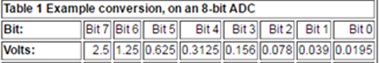 Table 1 Example conversion, on an 8-bit ADC
Bit: Bit 7 Bit 6 Bit 5 Bit 4 Bit 3 Bit 2 Bit 1 Bit 0
Volts: 2.5 1.25 0.625 0.3125 0.156 0.078 0.039 0.0195